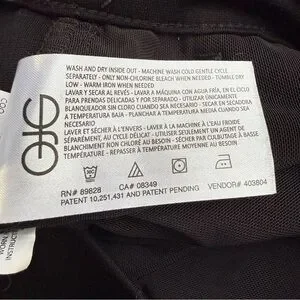 WASH AND DRY INSIDE OUT - MACHINE WASH COLD GENTLE CYCLE
SEPARATELY - ONLY NON-CHLORINE BLEACH WHEN NEEDED - TUMBLE DRY
LOW - WARM IRON WHEN NEEDED
LAVAR Y SECAR AL REVÉS - LAVAR A MÁQUINA CON AGUA FRÍA, EN EL CICLO
PARA PRENDAS DELICADAS Y POR SEPARADO - UTILIZAR ÚNICAMENTE
BLANQUEADOR SIN CLORO CUANDO SEA NECESARIO - SECAR EN SECADORA
A TEMPERATURA BAJA - PLANCHAR A TEMPERATURA MEDIA CUANDO SEA
NECESARIO
LAVER ET SÉCHER À L'ENVERS - LAVER À LA MACHINE À L'EAU FROIDE
SÉPARÉMENT, AU CYCLE DÉLICAT - UTILISER SEULEMENT UN AGENT DE
BLANCHIMENT NON CHLORÉ AU BESOIN - SÉCHER PAR CULBUTAGE À BASSE
TEMPÉRATURE - REPASSER À TEMPÉRATURE MOYENNE AU BESOIN
RN# 89828 CA# 08349 VENDOR# 403804
PATENT 10,251,431 AND PATENT PENDING